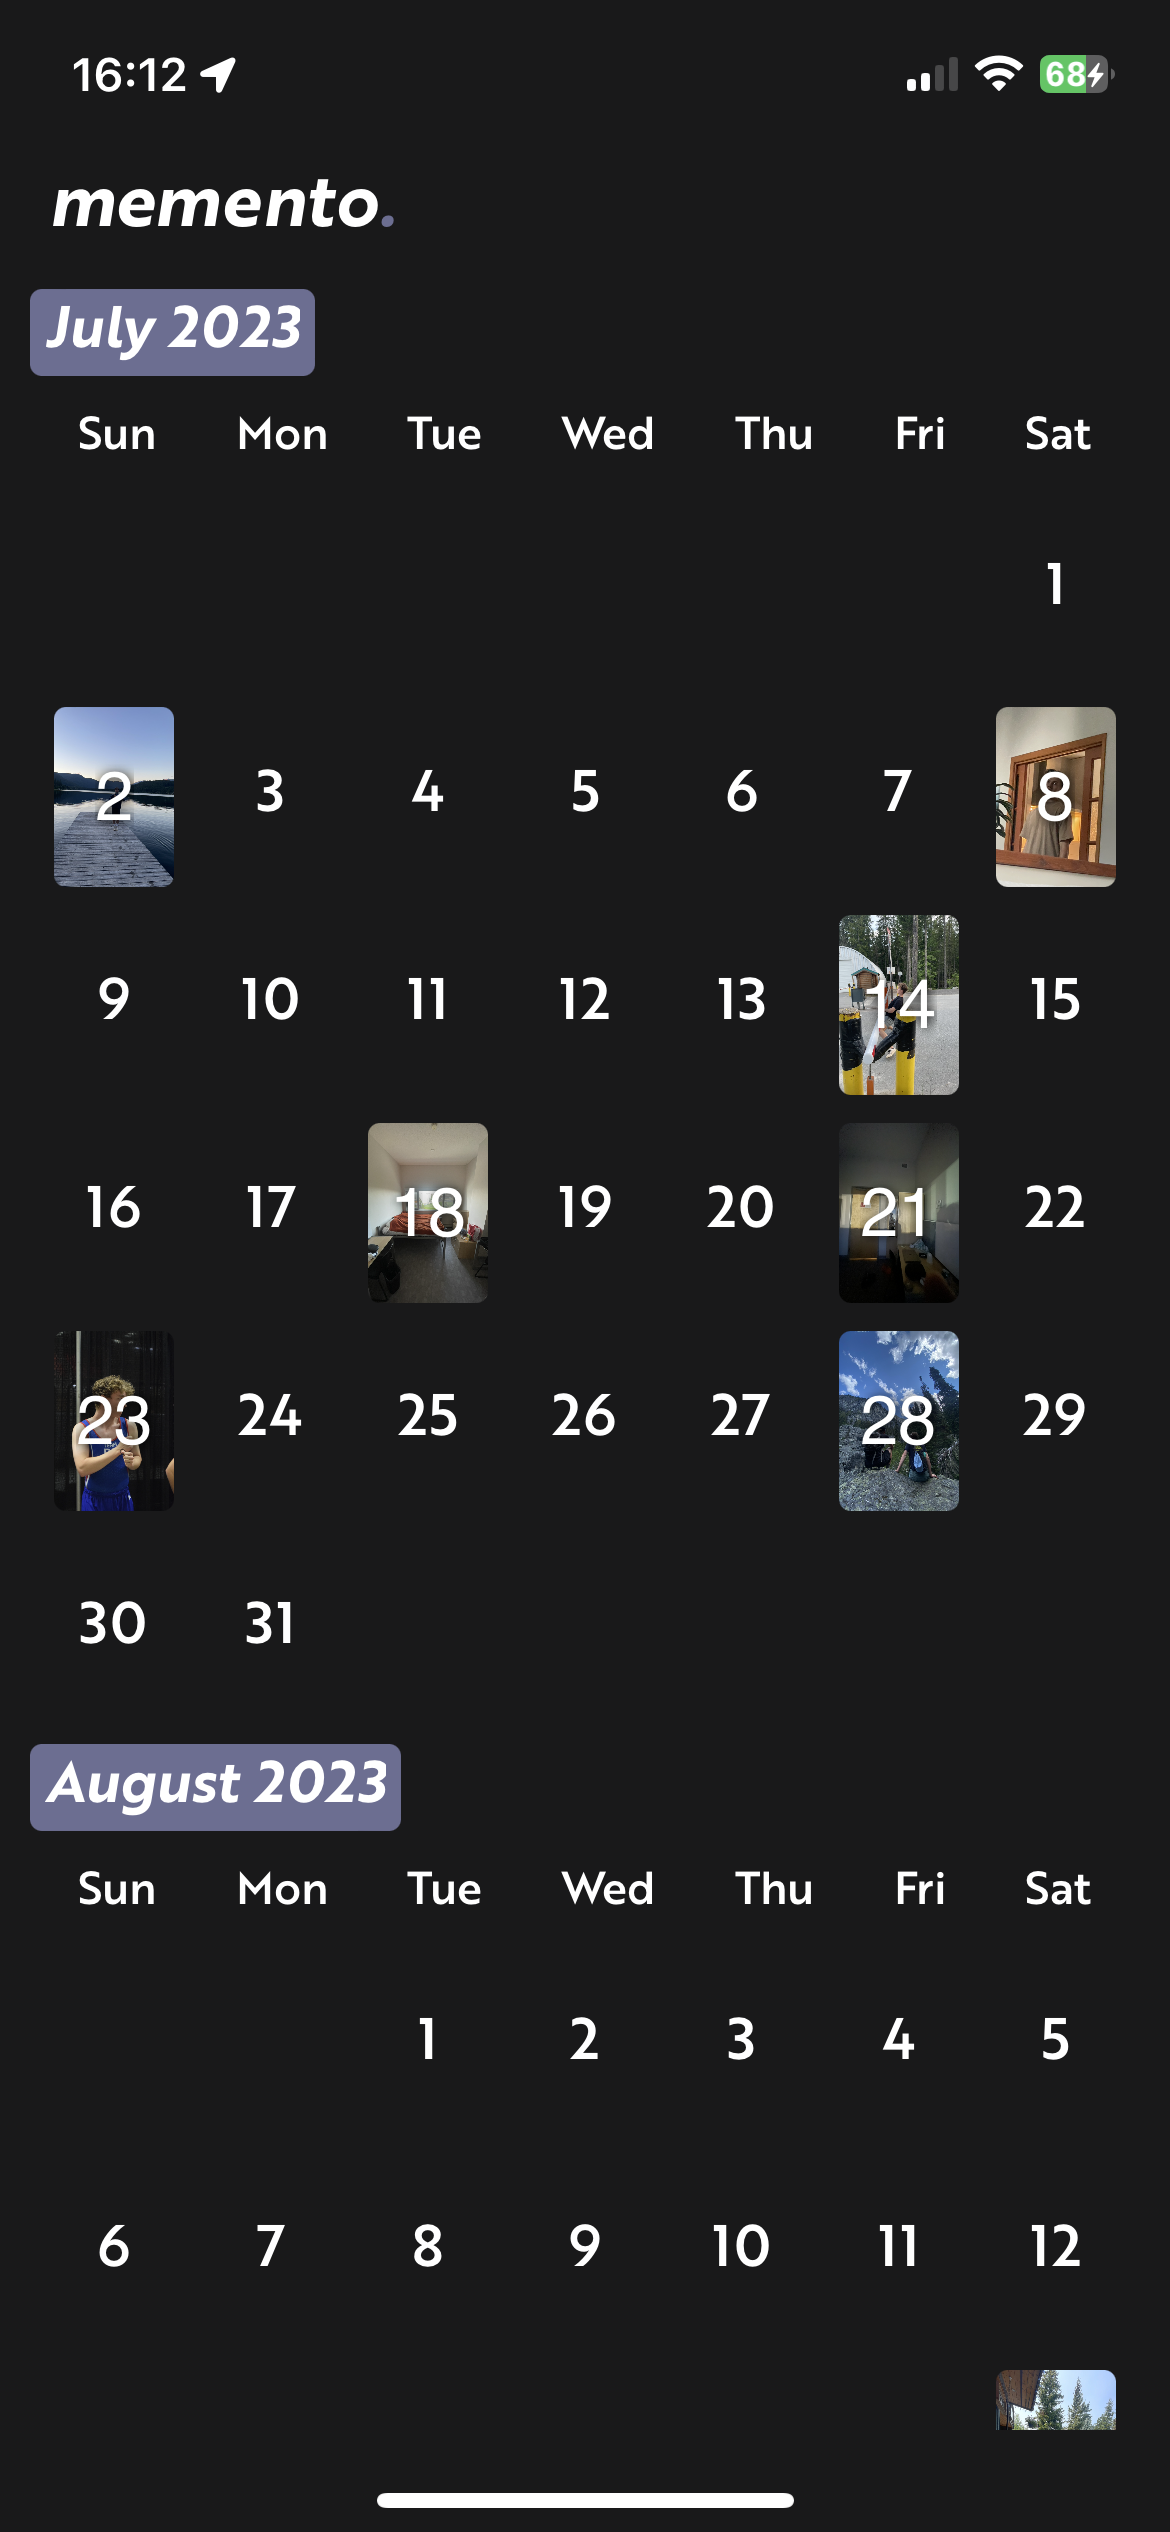 16:12 68
memento.
July 2023
Sun Mon Tue Wed Thu Fri Sat
1
2 3 4 5 6 7 8
9 10 11 12 13 14 15
16 17 18 19 20 21 22
23 24 25 26 27 28 29
30 31
August 2023
Sun Mon Tue Wed Thu Fri Sat
1 2 3 4 5
6 7 8 9 10 11 12